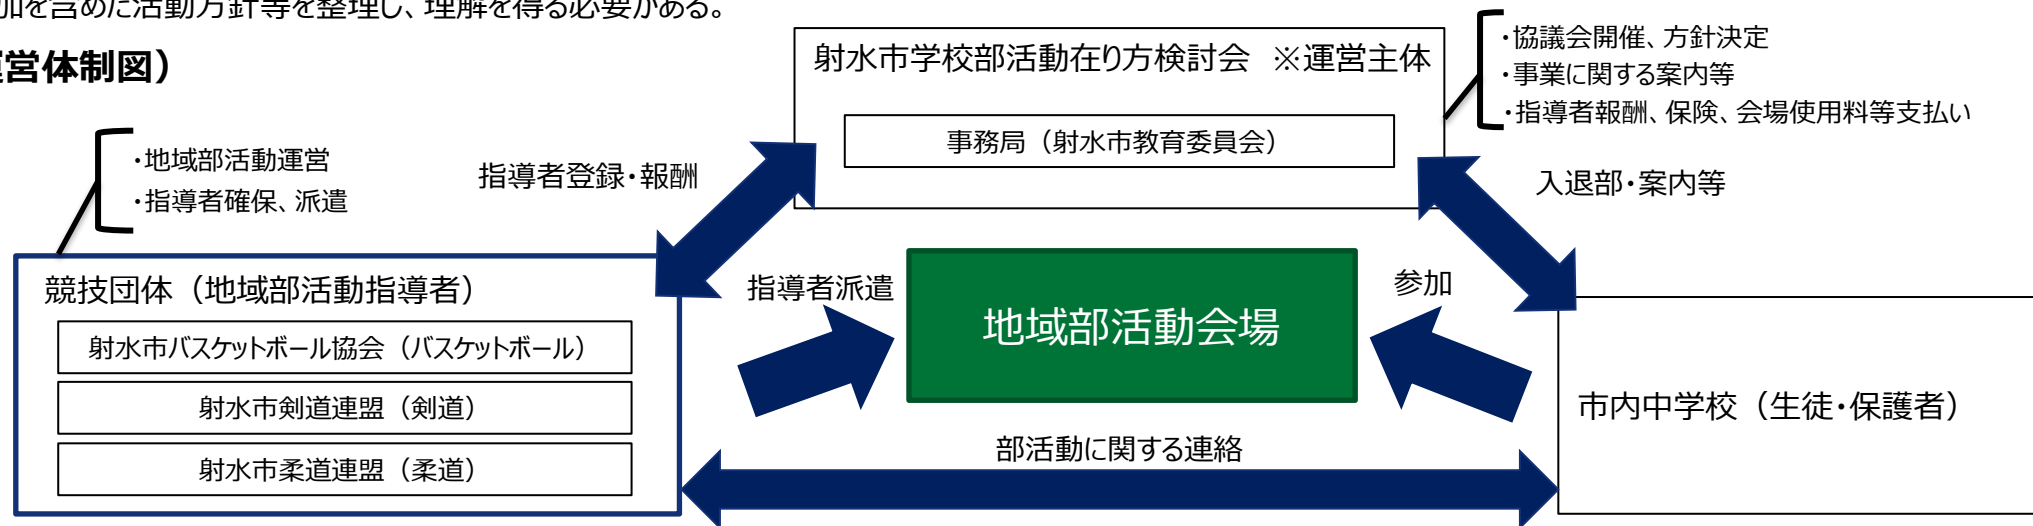 加を含めた活動方針等を整理し、理解を得る必要がある。
営体制図）
射水市学校部活動在り方検討会　※運営主体
事務局（射水市教育委員会）
・協議会開催、方針決定
・事業に関する案内等
・指導者報酬、保険、会場使用料等支払い
・地域部活動運営
・指導者確保、派遣
指導者登録・報酬
入退部・案内等
競技団体（地域部活動指導者）
射水市バスケットボール協会（バスケットボール）
射水市剣道連盟（剣道）
射水市柔道連盟（柔道）
指導者派遣
地域部活動会場
参加
市内中学校（生徒・保護者）
部活動に関する連絡